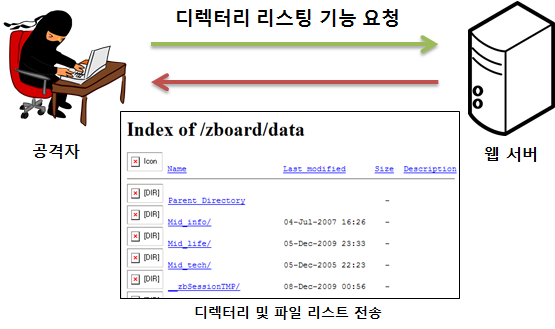 디렉터리 리스팅 기능 요청
공격자
웹 서버
Index of /zboard/data
Icon Name Last modified Size Description
[DIR] Parent Directory -
[DIR] Mid_info/ 04-Jul-2007 16:26 -
[DIR] Mid_life/ 05-Dec-2009 23:33 -
[DIR] Mid_tech/ 05-Dec-2005 22:23 -
[DIR] __zbSessionTMP/ 08-Dec-2009 00:56 -
디렉터리 및 파일 리스트 전송